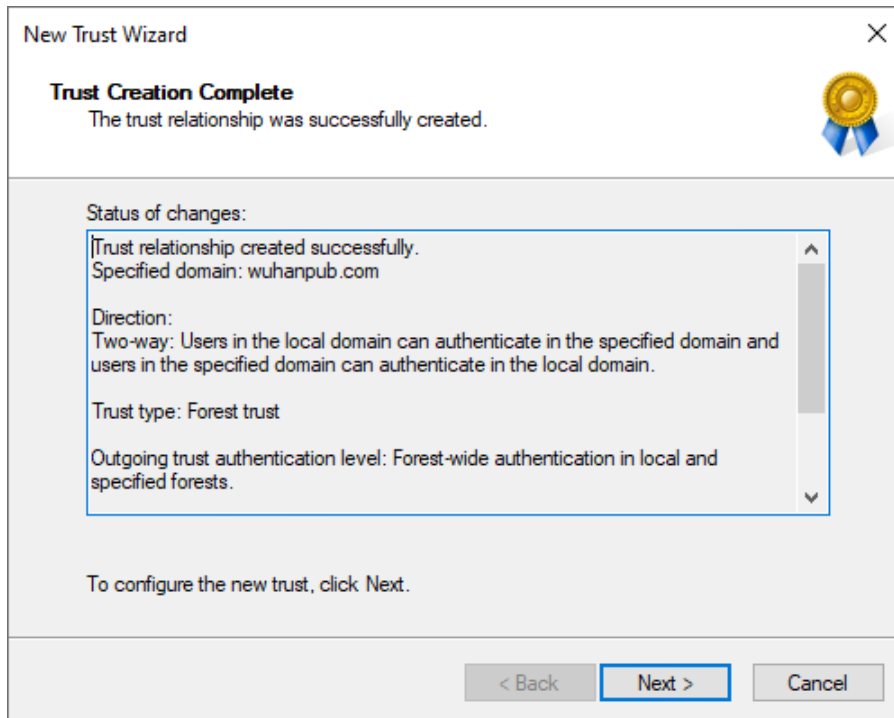 New Trust Wizard
Trust Creation Complete
The trust relationship was successfully created.
Status of changes:
Trust relationship created successfully.
Specified domain: wuhanpub.com
Direction:
Two-way: Users in the local domain can authenticate in the specified domain and
users in the specified domain can authenticate in the local domain.
Trust type: Forest trust
Outgoing trust authentication level: Forest-wide authentication in local and
specified forests.
To configure the new trust, click Next.
< Back
Next >
Cancel